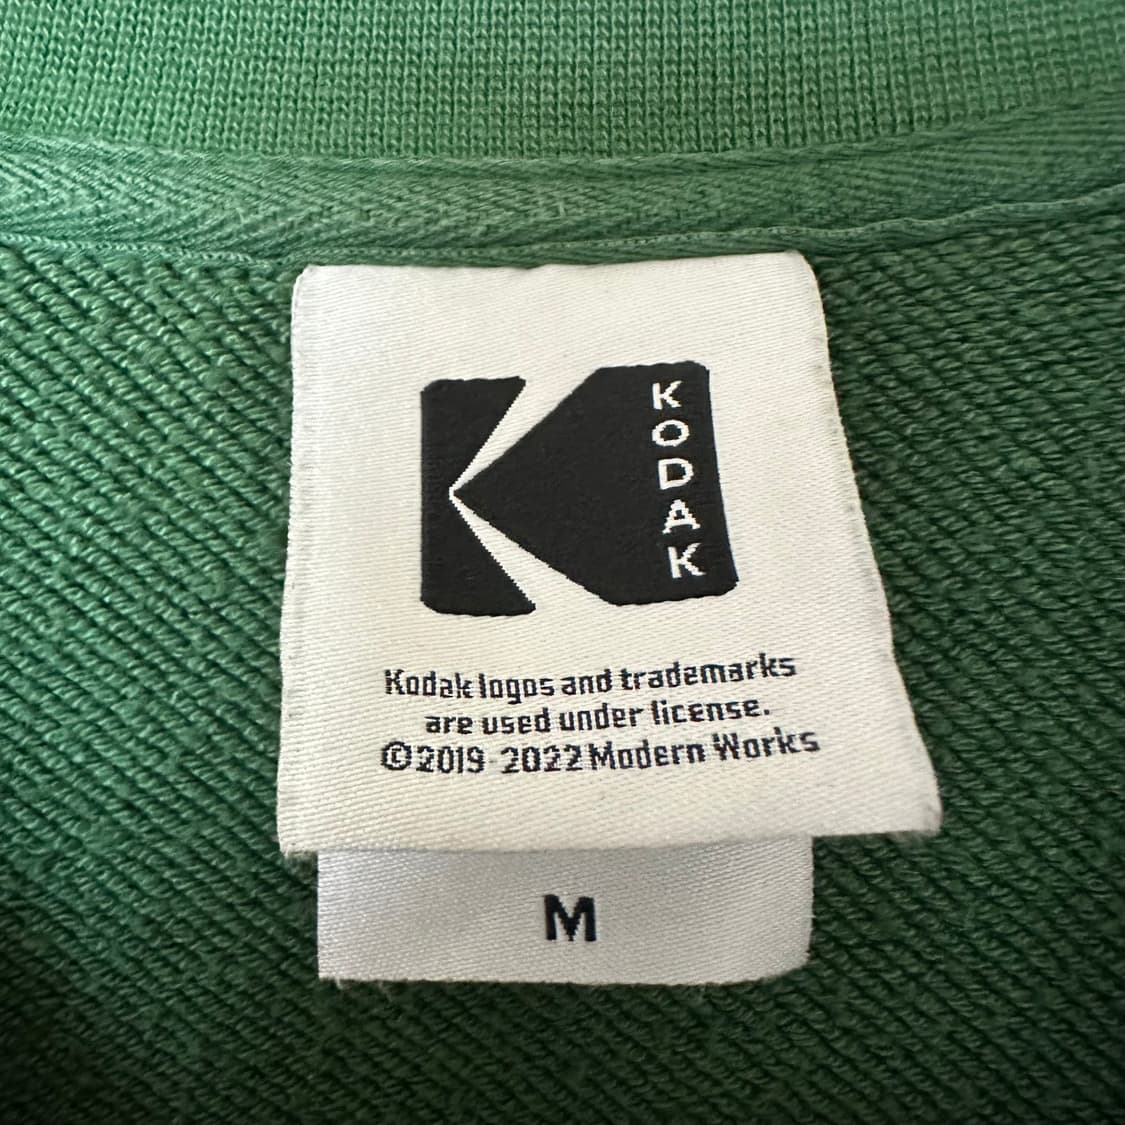 KODAK
Kodak logos and trademarks
are used under license.
©2019-2022 Modern Works
M